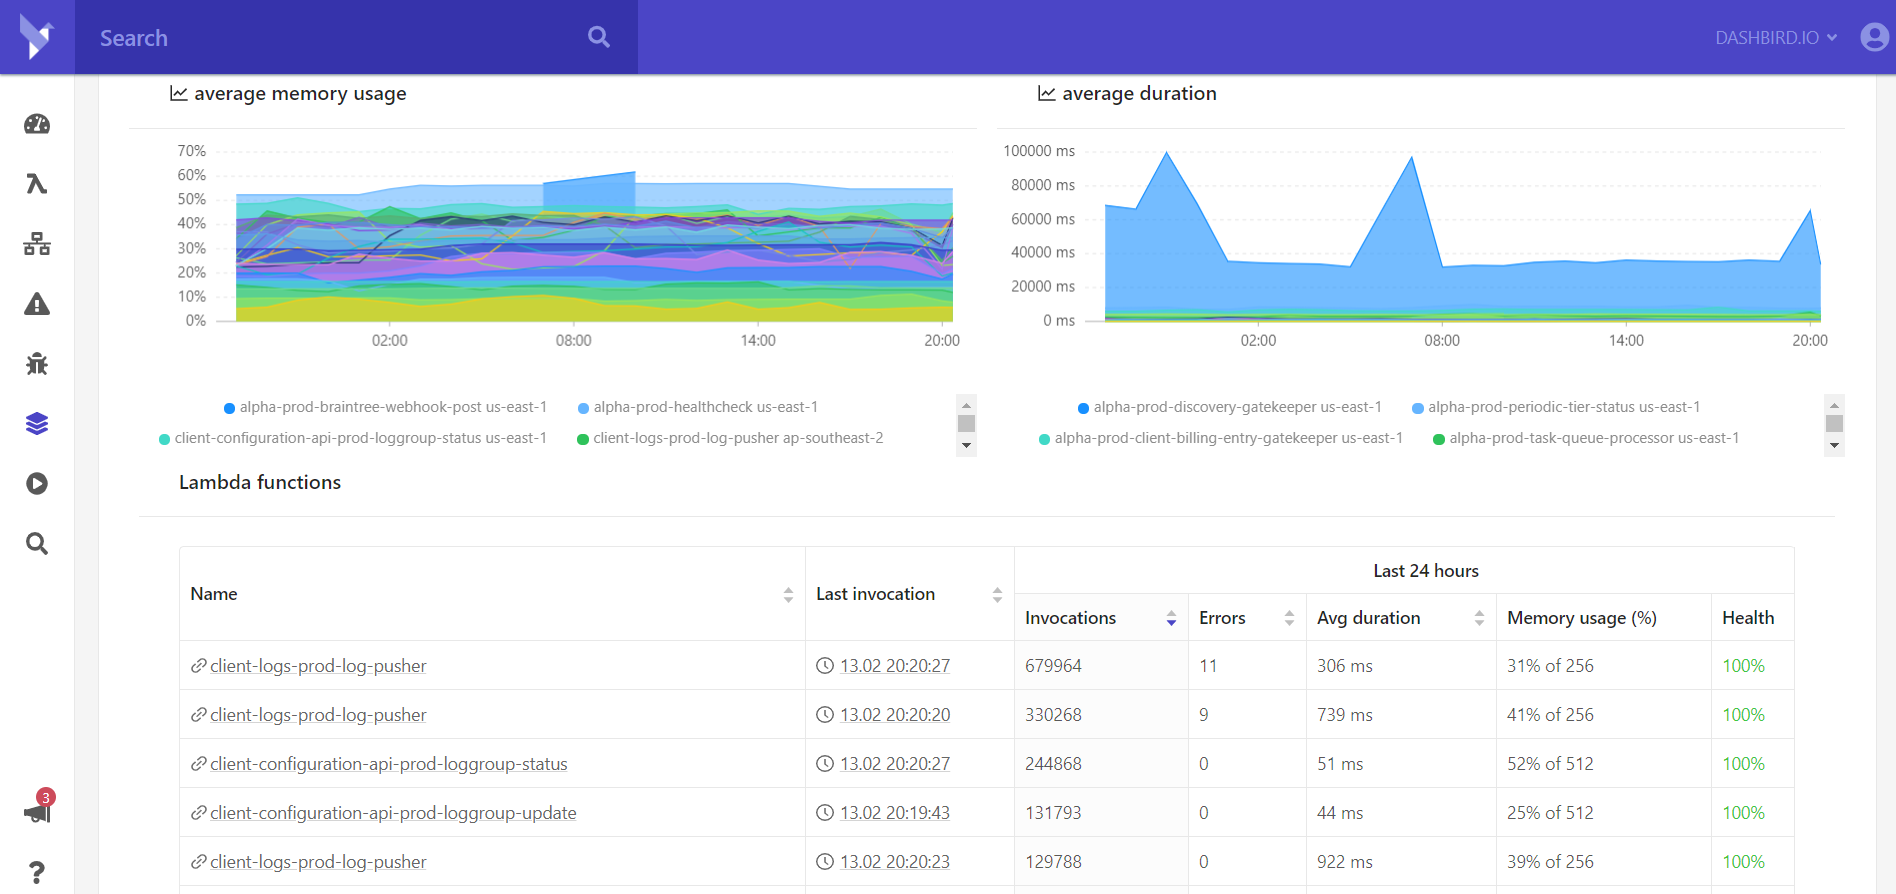 Search
DASHBIRD.IO
average memory usage
70%
60%
50%
40%
30%
20%
10%
0%
02:00 08:00 14:00 20:00
alpha-prod-braintree-webhook-post us-east-1 alpha-prod-healthcheck us-east-1
client-configuration-api-prod-loggroup-status us-east-1 client-logs-prod-log-pusher ap-southeast-2
average duration
100000 ms
80000 ms
60000 ms
40000 ms
20000 ms
0 ms
02:00 08:00 14:00 20:00
alpha-prod-discovery-gatekeeper us-east-1 alpha-prod-periodic-tier-status us-east-1
alpha-prod-client-billing-entry-gatekeeper us-east-1 alpha-prod-task-queue-processor us-east-1
Lambda functions
Last 24 hours
Name Last invocation Invocations Errors Avg duration Memory usage (%) Health
client-logs-prod-log-pusher 13.02 20:20:27 679964 11 306 ms 31% of 256 100%
client-logs-prod-log-pusher 13.02 20:20:20 330268 9 739 ms 41% of 256 100%
client-configuration-api-prod-loggroup-status 13.02 20:20:27 244868 0 51 ms 52% of 512 100%
client-configuration-api-prod-loggroup-update 13.02 20:19:43 131793 0 44 ms 25% of 512 100%
client-logs-prod-log-pusher 13.02 20:20:23 129788 0 922 ms 39% of 256 100%
3
?